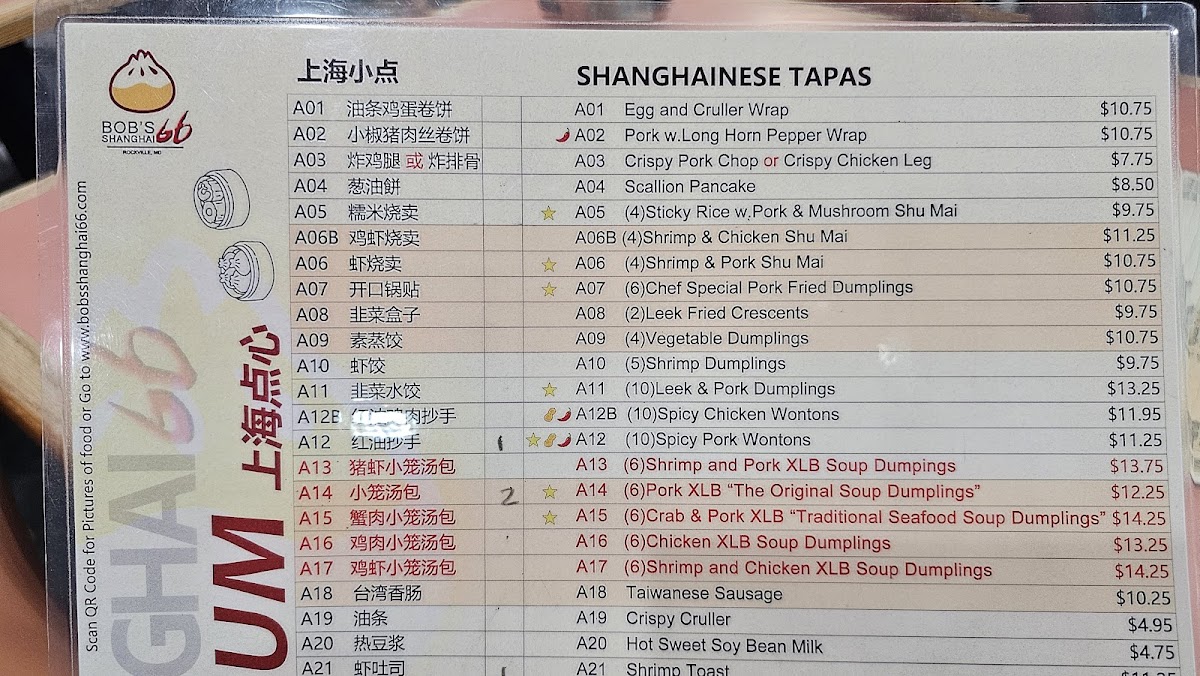 上海小点
SHANGHAINESE TAPAS
BOB'S
SHANGHAI 66
ROCKVILLE, MD
A01 油条鸡蛋卷饼 A01 Egg and Cruller Wrap $10.75
A02 小椒猪肉丝卷饼 A02 Pork w.Long Horn Pepper Wrap $10.75
A03 炸鸡腿 或 炸排骨 A03 Crispy Pork Chop or Crispy Chicken Leg $7.75
A04 葱油餅 A04 Scallion Pancake $8.50
A05 糯米烧卖 A05 (4)Sticky Rice w.Pork & Mushroom Shu Mai $9.75
A06B 鸡虾烧卖 A06B (4)Shrimp & Chicken Shu Mai $11.25
A06 虾烧卖 A06 (4)Shrimp & Pork Shu Mai $10.75
A07 开口锅贴 A07 (6)Chef Special Pork Fried Dumplings $10.75
A08 韭菜盒子 A08 (2)Leek Fried Crescents $9.75
A09 素蒸饺 A09 (4)Vegetable Dumplings $10.75
A10 虾饺 A10 (5)Shrimp Dumplings $9.75
A11 韭菜水饺 A11 (10)Leek & Pork Dumplings $13.25
A12B 红油鸡肉抄手 A12B (10)Spicy Chicken Wontons $11.95
A12 红油抄手 1 A12 (10)Spicy Pork Wontons $11.25
A13 猪虾小笼汤包 A13 (6)Shrimp and Pork XLB Soup Dumpings $13.75
A14 小笼汤包 2 A14 (6)Pork XLB “The Original Soup Dumplings” $12.25
A15 蟹肉小笼汤包 A15 (6)Crab & Pork XLB “Traditional Seafood Soup Dumplings” $14.25
A16 鸡肉小笼汤包 A16 (6)Chicken XLB Soup Dumplings $13.25
A17 鸡虾小笼汤包 A17 (6)Shrimp and Chicken XLB Soup Dumplings $14.25
A18 台湾香肠 A18 Taiwanese Sausage $10.25
A19 油条 A19 Crispy Cruller $4.95
A20 热豆浆 A20 Hot Sweet Soy Bean Milk $4.75
A21 虾吐司 1 A21 Shrimp Toast $11.25
Scan QR Code for Pictures of food or Go to www.bobsshanghai66.com
GHAI 66
UM 上海点心